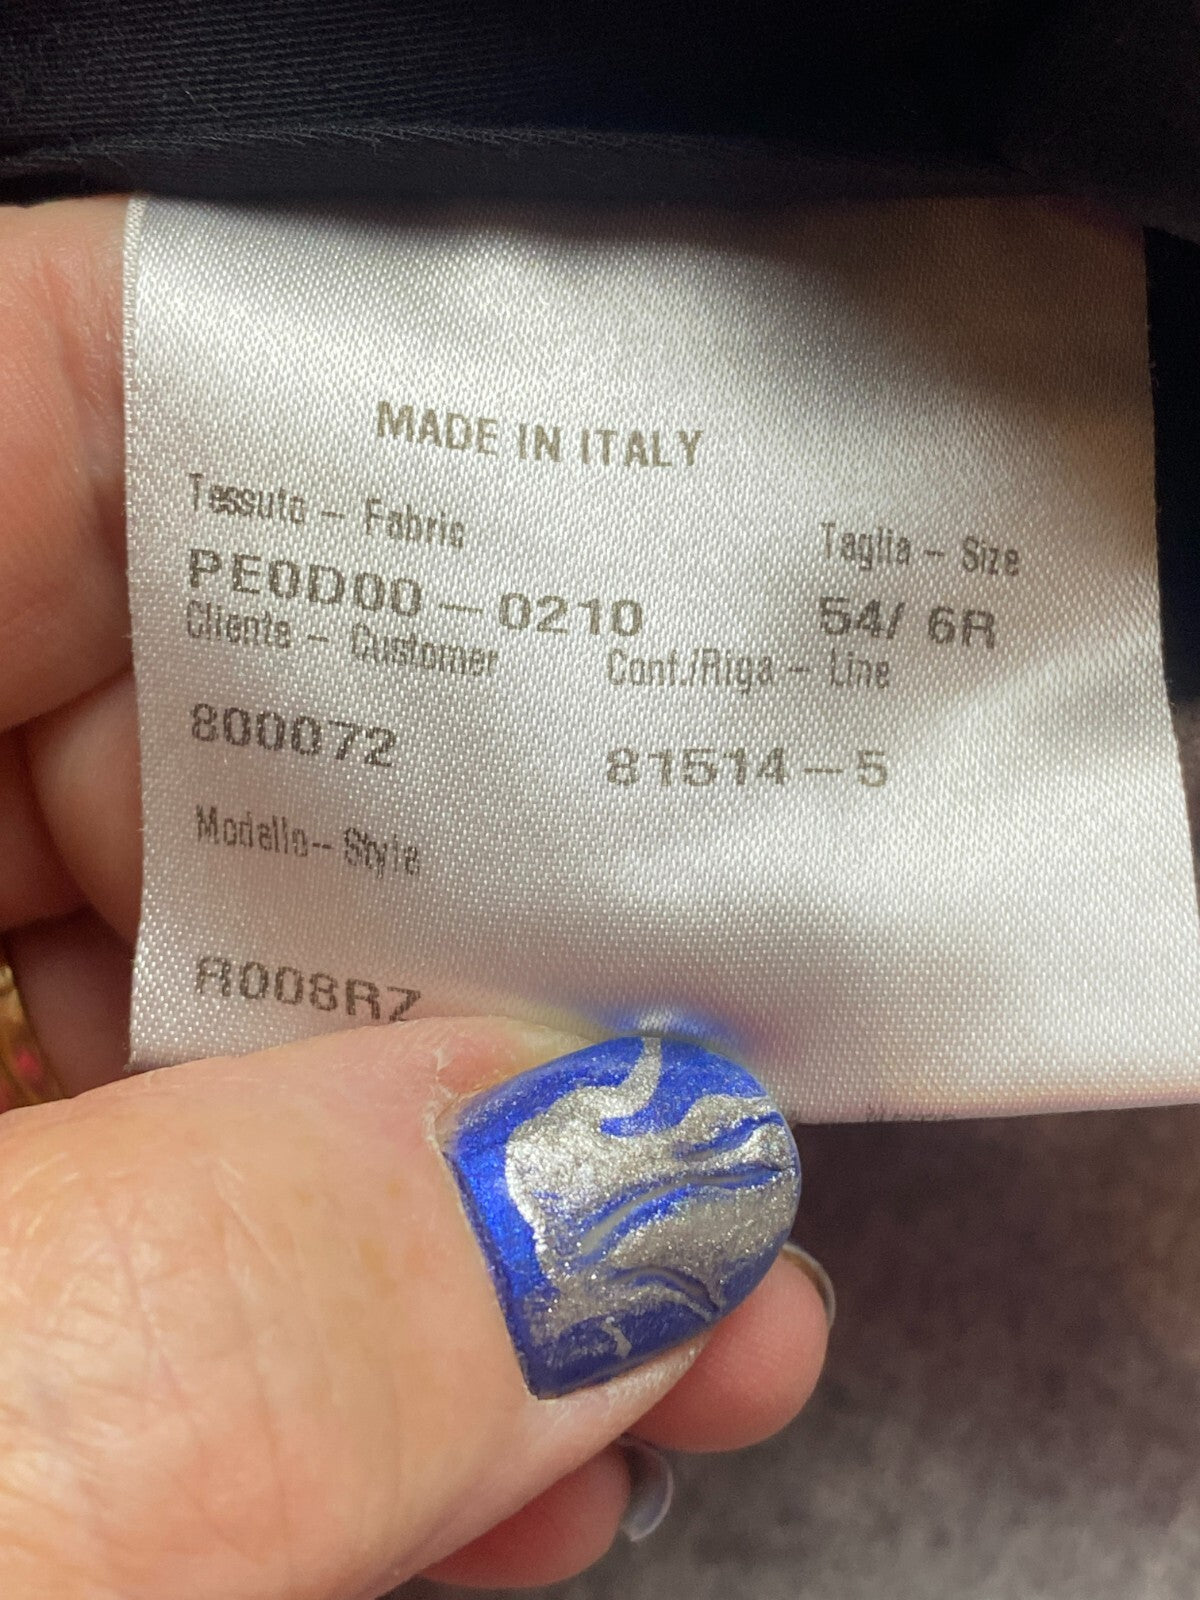 MADE IN ITALY
Tessuto - Fabric
Taglia - Size
PE0D00-0210
54/ 6R
Cliente - Customer
Conf./Riga - Line
800072
81514-5
Modello-- Style
R008RZ